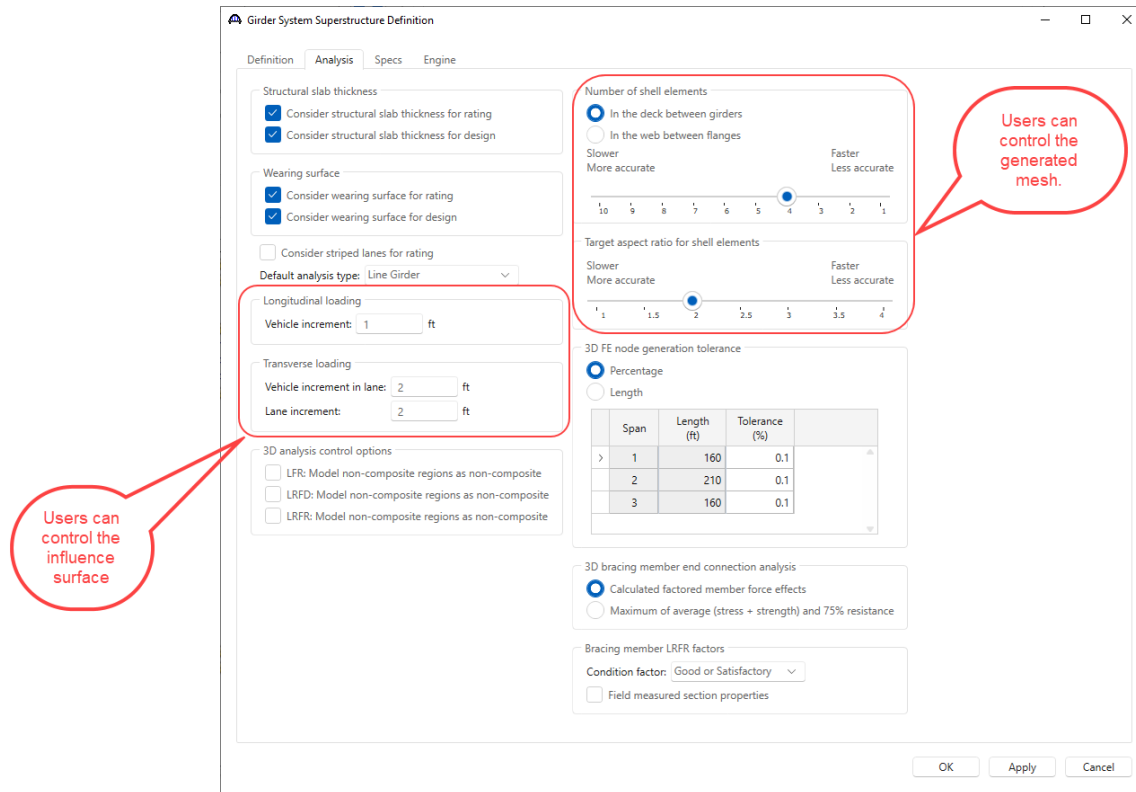 Girder System Superstructure Definition
Definition Analysis Specs Engine
Structural slab thickness
Consider structural slab thickness for rating
Consider structural slab thickness for design
Wearing surface
Consider wearing surface for rating
Consider wearing surface for design
Consider striped lanes for rating
Default analysis type: Line Girder
Longitudinal loading
Vehicle increment: 1 ft
Transverse loading
Vehicle increment in lane: 2 ft
Lane increment: 2 ft
3D analysis control options
LFR: Model non-composite regions as non-composite
LRFD: Model non-composite regions as non-composite
LRFR: Model non-composite regions as non-composite
Users can
control the
influence
surface
Number of shell elements
In the deck between girders
In the web between flanges
Slower Faster
More accurate Less accurate
10 9 8 7 6 5 4 3 2 1
Target aspect ratio for shell elements
Slower Faster
More accurate Less accurate
1 1.5 2 2.5 3 3.5 4
Users can
control the
generated
mesh.
3D FE node generation tolerance
Percentage
Length
Span Length (ft) Tolerance (%)
1 160 0.1
2 210 0.1
3 160 0.1
3D bracing member end connection analysis
Calculated factored member force effects
Maximum of average (stress + strength) and 75% resistance
Bracing member LRFR factors
Condition factor: Good or Satisfactory
Field measured section properties
OK Apply Cancel